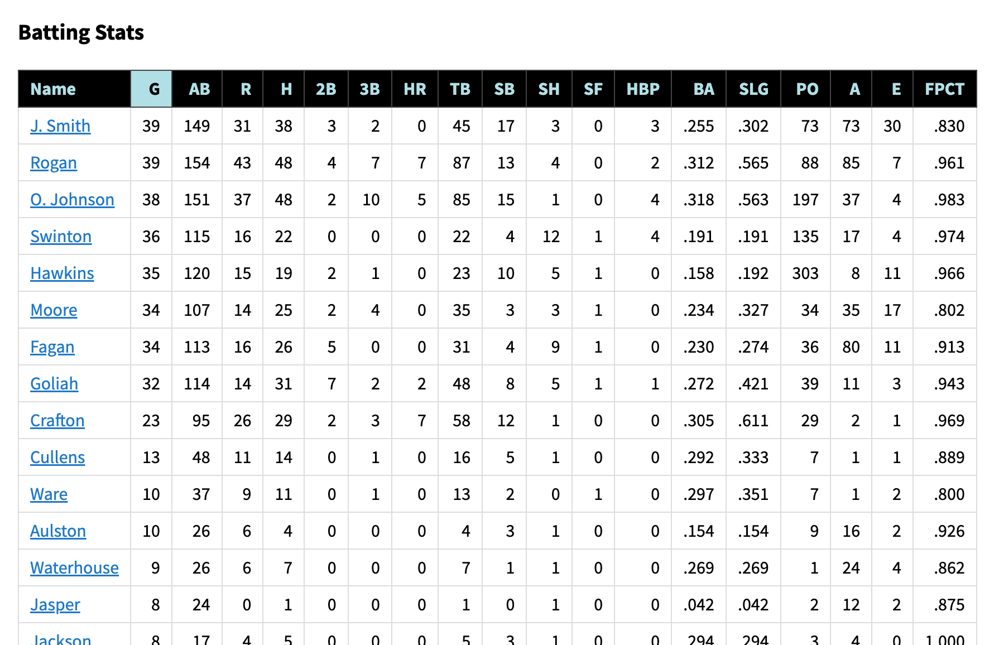 Batting Stats
Name G AB R H 2B 3B HR TB SB SH SF HBP BA SLG PO A E FPCT
J. Smith 39 149 31 38 3 2 0 45 17 3 0 3 .255 .302 73 73 30 .830
Rogan 39 154 43 48 4 7 7 87 13 4 0 2 .312 .565 88 85 7 .961
O. Johnson 38 151 37 48 2 10 5 85 15 1 0 4 .318 .563 197 37 4 .983
Swinton 36 115 16 22 0 0 0 22 4 12 1 4 .191 .191 135 17 4 .974
Hawkins 35 120 15 19 2 1 0 23 10 5 1 0 .158 .192 303 8 11 .966
Moore 34 107 14 25 2 4 0 35 3 3 1 0 .234 .327 34 35 17 .802
Fagan 34 113 16 26 5 0 0 31 4 9 1 0 .230 .274 36 80 11 .913
Goliah 32 114 14 31 7 2 2 48 8 5 1 1 .272 .421 39 11 3 .943
Crafton 23 95 26 29 2 3 7 58 12 1 0 0 .305 .611 29 2 1 .969
Cullens 13 48 11 14 0 1 0 16 5 1 0 0 .292 .333 7 1 1 .889
Ware 10 37 9 11 0 1 0 13 2 0 1 0 .297 .351 7 1 2 .800
Aulston 10 26 6 4 0 0 0 4 3 1 0 0 .154 .154 9 16 2 .926
Waterhouse 9 26 6 7 0 0 0 7 1 1 0 0 .269 .269 1 24 4 .862
Jasper 8 24 0 1 0 0 0 1 0 1 0 0 .042 .042 2 12 2 .875
Jackson 8 17 4 5 0 0 0 5 3 1 0 0 .294 .294 3 4 0 1.000